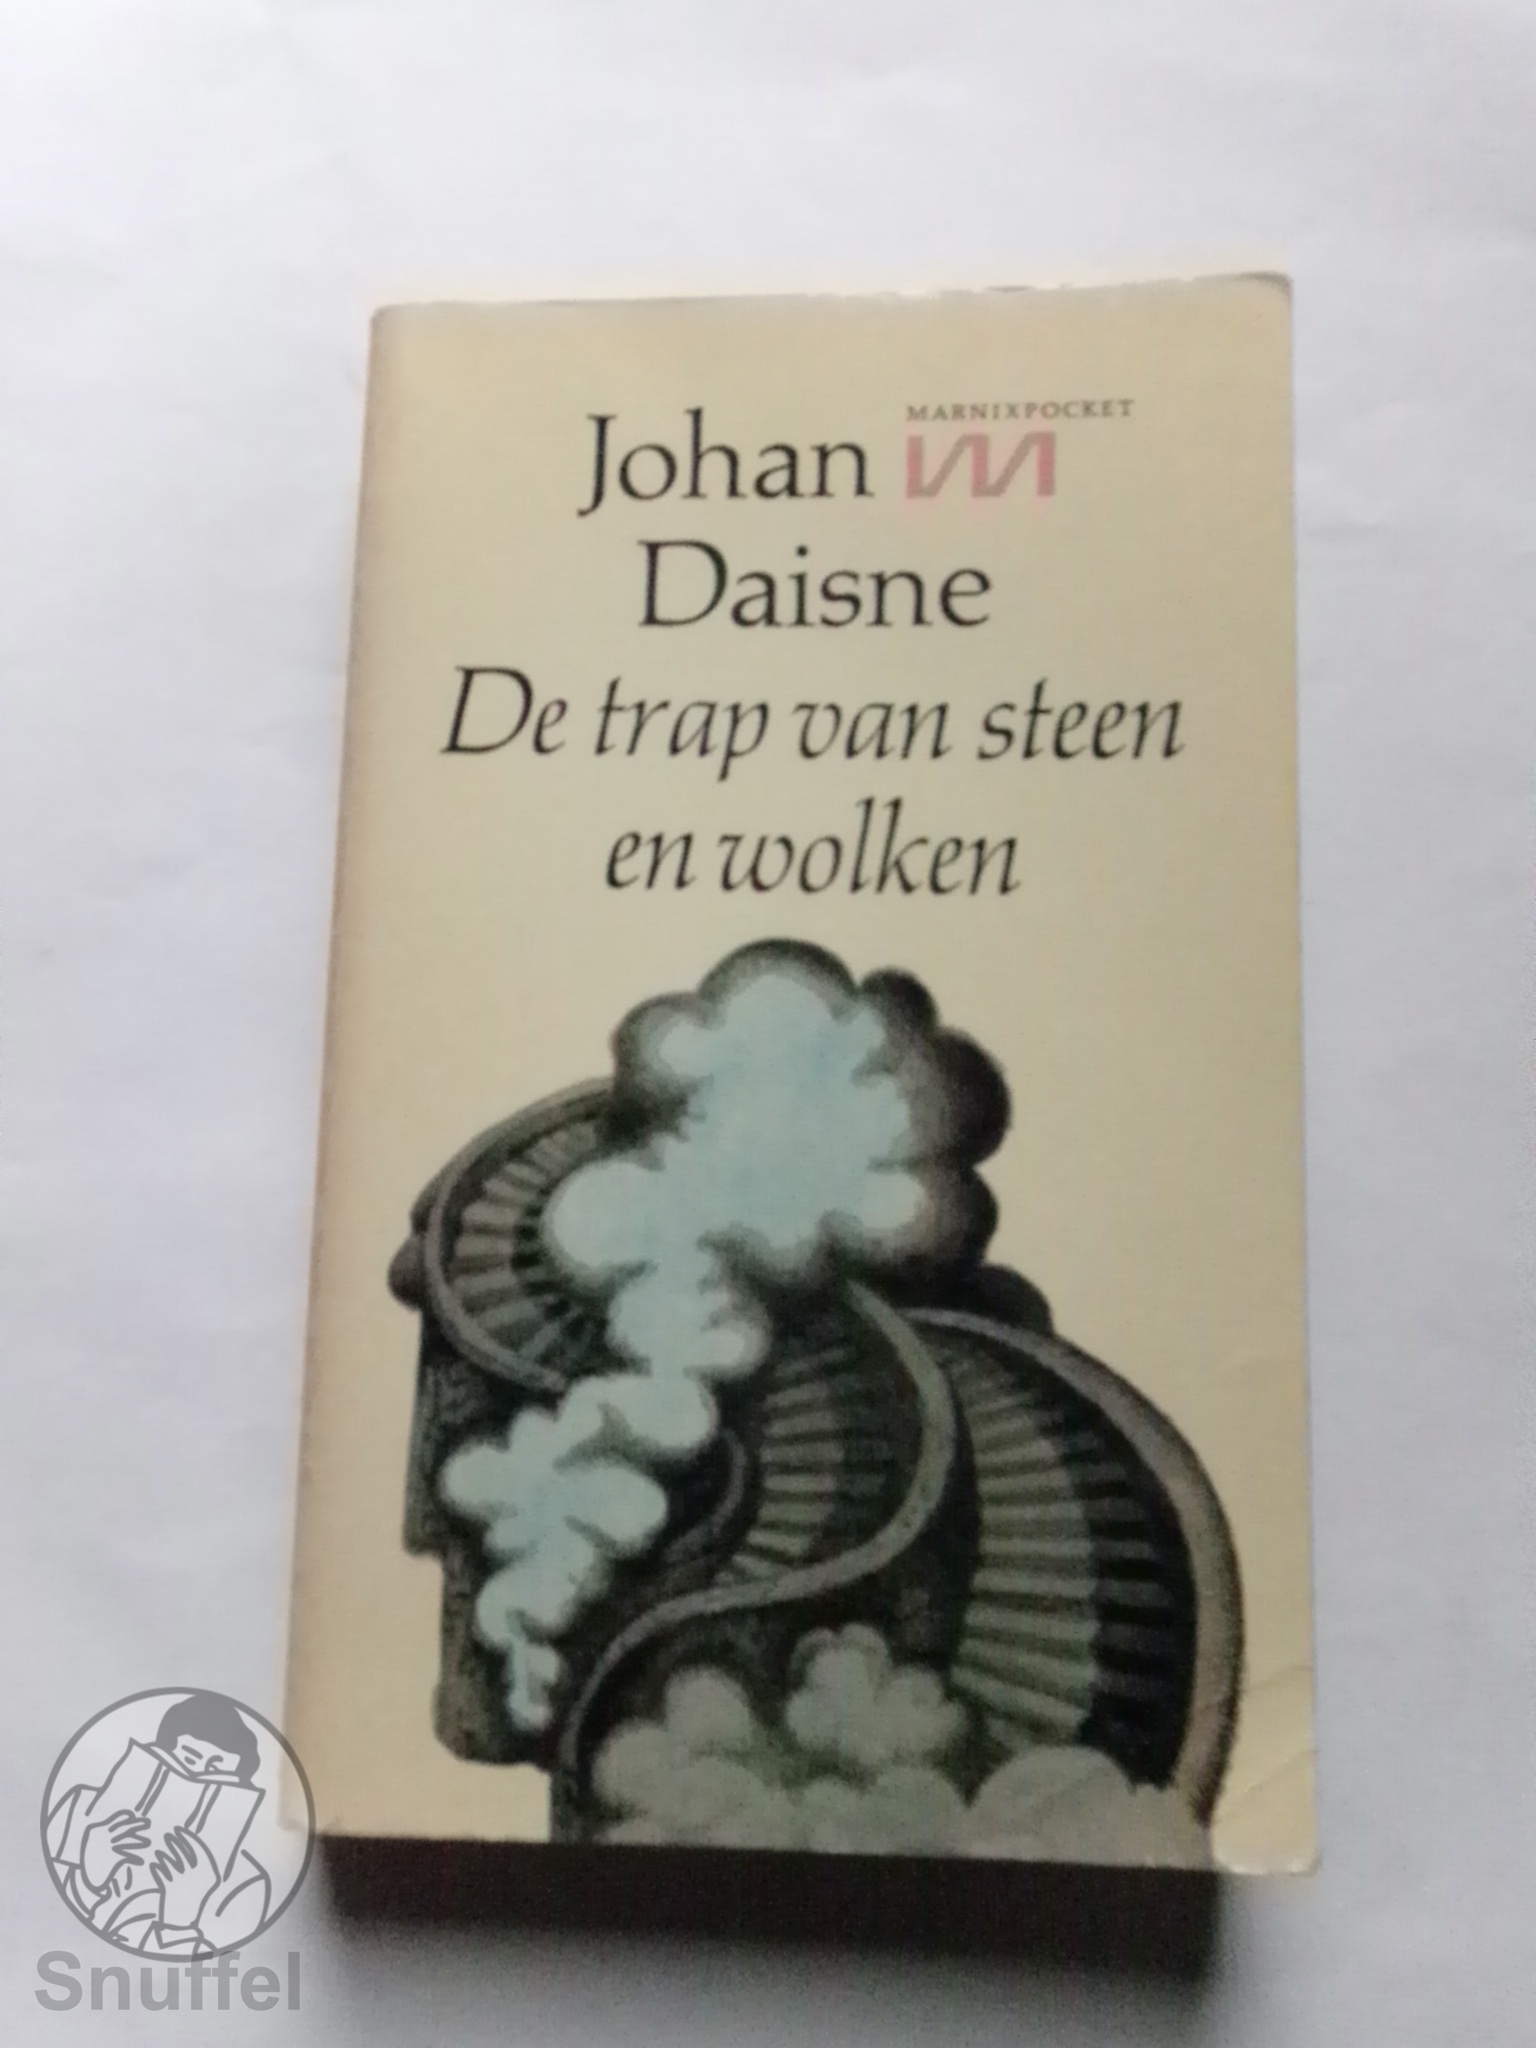 MARNIXPOCKET
Johan
Daisne
De trap van steen
en wolken
Snuffel